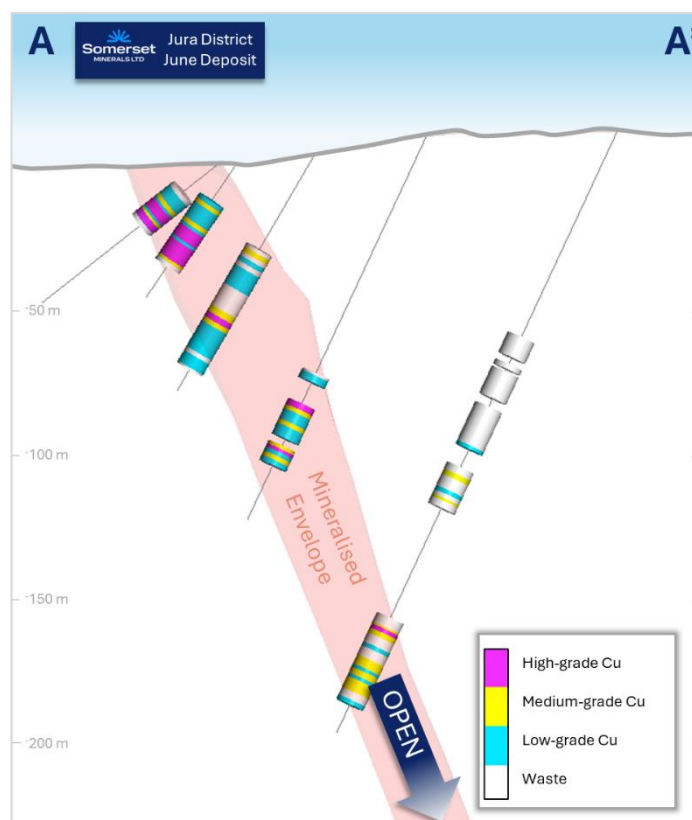 A
Somerset
MINERALS LTD
Jura District
June Deposit
A'
-50 m
-100 m
-150 m
-200 m
Mineralised
Envelope
OPEN
High-grade Cu
Medium-grade Cu
Low-grade Cu
Waste